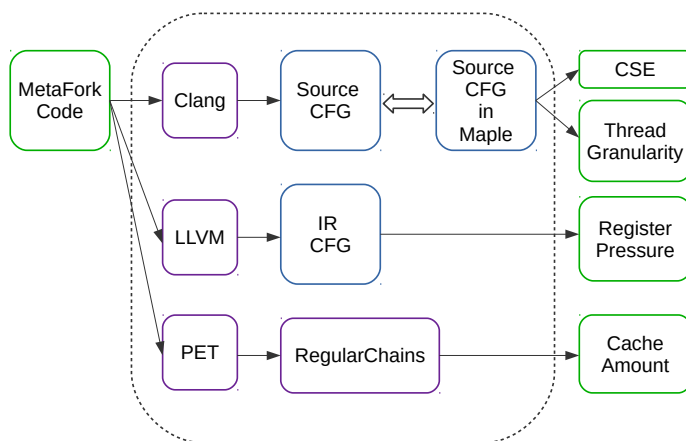 MetaFork
Code
Clang
Source
CFG
Source
CFG
in
Maple
CSE
Thread
Granularity
LLVM
IR
CFG
Register
Pressure
PET
RegularChains
Cache
Amount